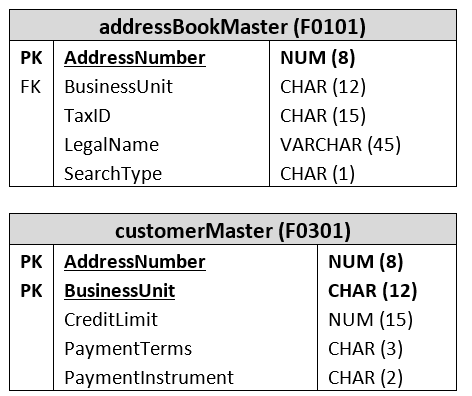 addressBookMaster (F0101)
PK AddressNumber NUM (8)
FK BusinessUnit CHAR (12)
TaxID CHAR (15)
LegalName VARCHAR (45)
SearchType CHAR (1)
customerMaster (F0301)
PK AddressNumber NUM (8)
PK BusinessUnit CHAR (12)
CreditLimit NUM (15)
PaymentTerms CHAR (3)
PaymentInstrument CHAR (2)